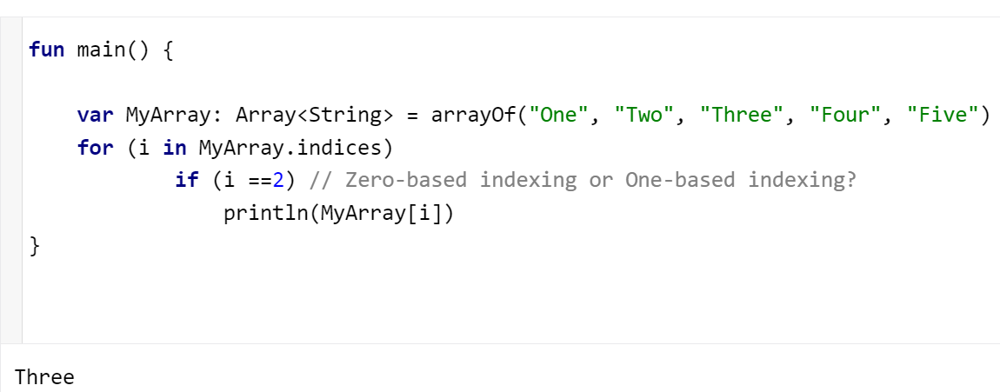 fun main() {
var MyArray: Array<String> = arrayOf("One", "Two", "Three", "Four", "Five")
for (i in MyArray.indices)
if (i ==2) // Zero-based indexing or One-based indexing?
println(MyArray[i])
}
Three